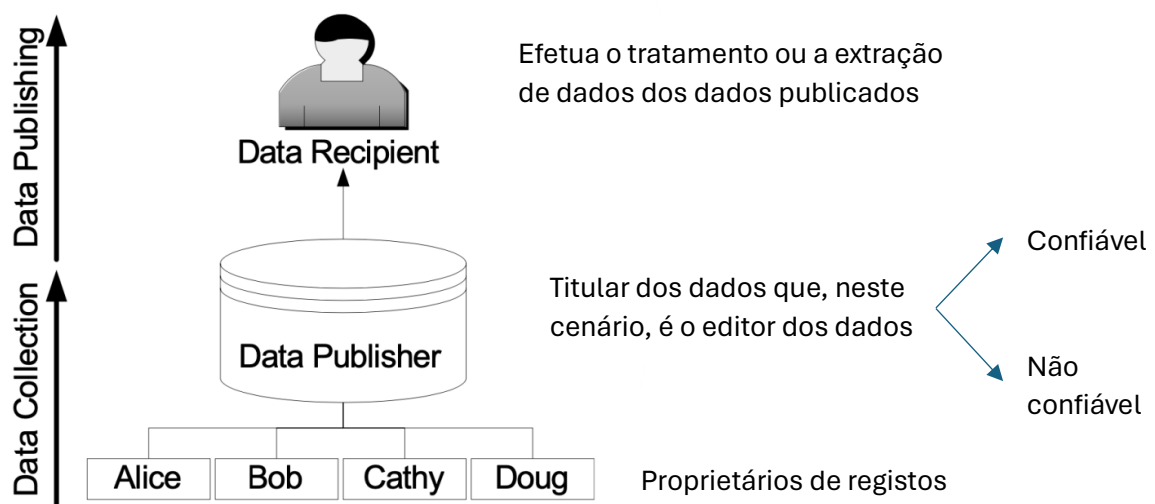 Data Publishing
Efetua o tratamento ou a extração
de dados dos dados publicados
Data Recipient
Data Collection
Data Publisher
Titular dos dados que, neste
cenário, é o editor dos dados
Confiável
Não
confiável
Alice
Bob
Cathy
Doug
Proprietários de registos